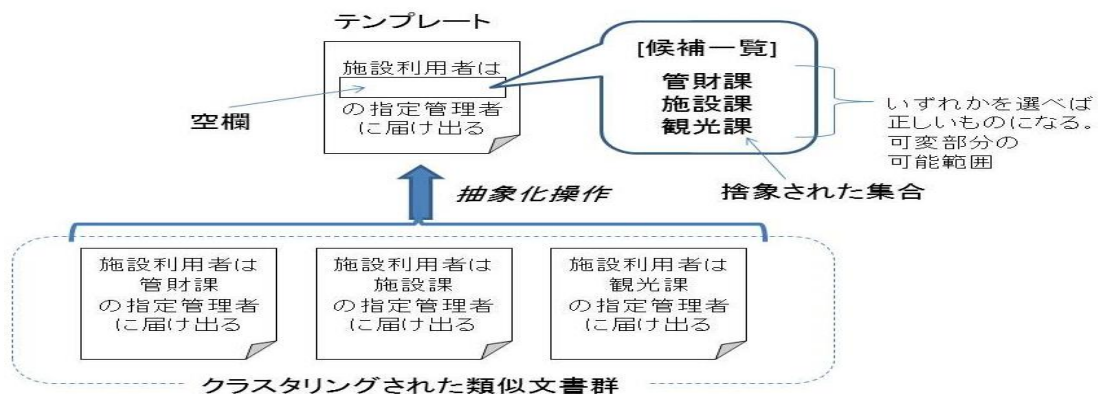 テンプレート
施設利用者は
の指定管理者
に届け出る
空欄
[候補一覧]
管財課
施設課
観光課
いずれかを選べば
正しいものになる。
可変部分の
可能範囲
捨象された集合
抽象化操作
施設利用者は
管財課
の指定管理者
に届け出る
施設利用者は
施設課
の指定管理者
に届け出る
施設利用者は
観光課
の指定管理者
に届け出る
クラスタリングされた類似文書群